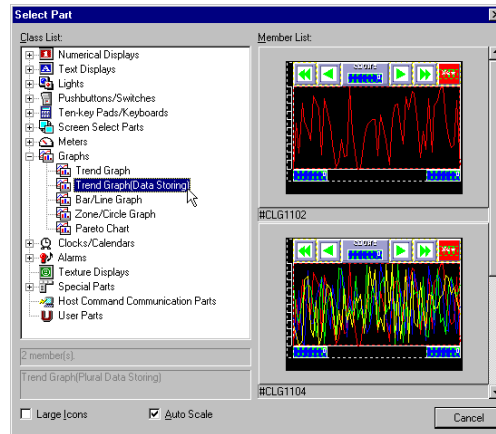 Select Part
Class List:
Numerical Displays
Text Displays
Lights
Pushbuttons/Switches
Ten-key Pads/Keyboards
Screen Select Parts
Meters
Graphs
Trend Graph
Trend Graph(Data Storing)
Bar/Line Graph
Zone/Circle Graph
Pareto Chart
Clocks/Calendars
Alarms
Texture Displays
Special Parts
Host Command Communication Parts
User Parts
2 member(s).
Trend Graph(Plural Data Storing)
Large Icons
Auto Scale
Member List:
#CLG1102
#CLG1104
Cancel